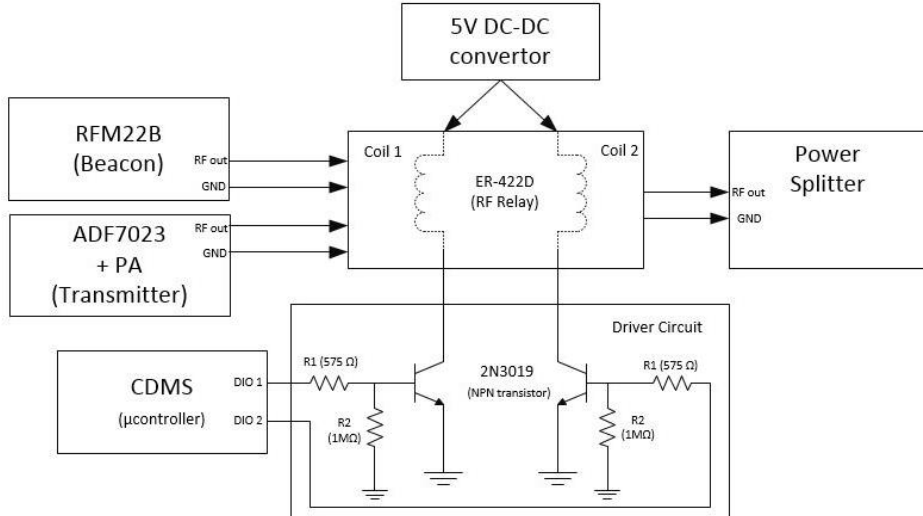 5V DC-DC
convertor
RFM22B
(Beacon)
RF out
GND
ADF7023
+ PA
(Transmitter)
RF out
GND
Coil 1
Coil 2
ER-422D
(RF Relay)
Power
Splitter
RF out
GND
Driver Circuit
CDMS
(µcontroller)
DIO 1
DIO 2
R1 (575 Ω)
R2
(1MΩ)
2N3019
(NPN transistor)
R1 (575 Ω)
R2
(1MΩ)